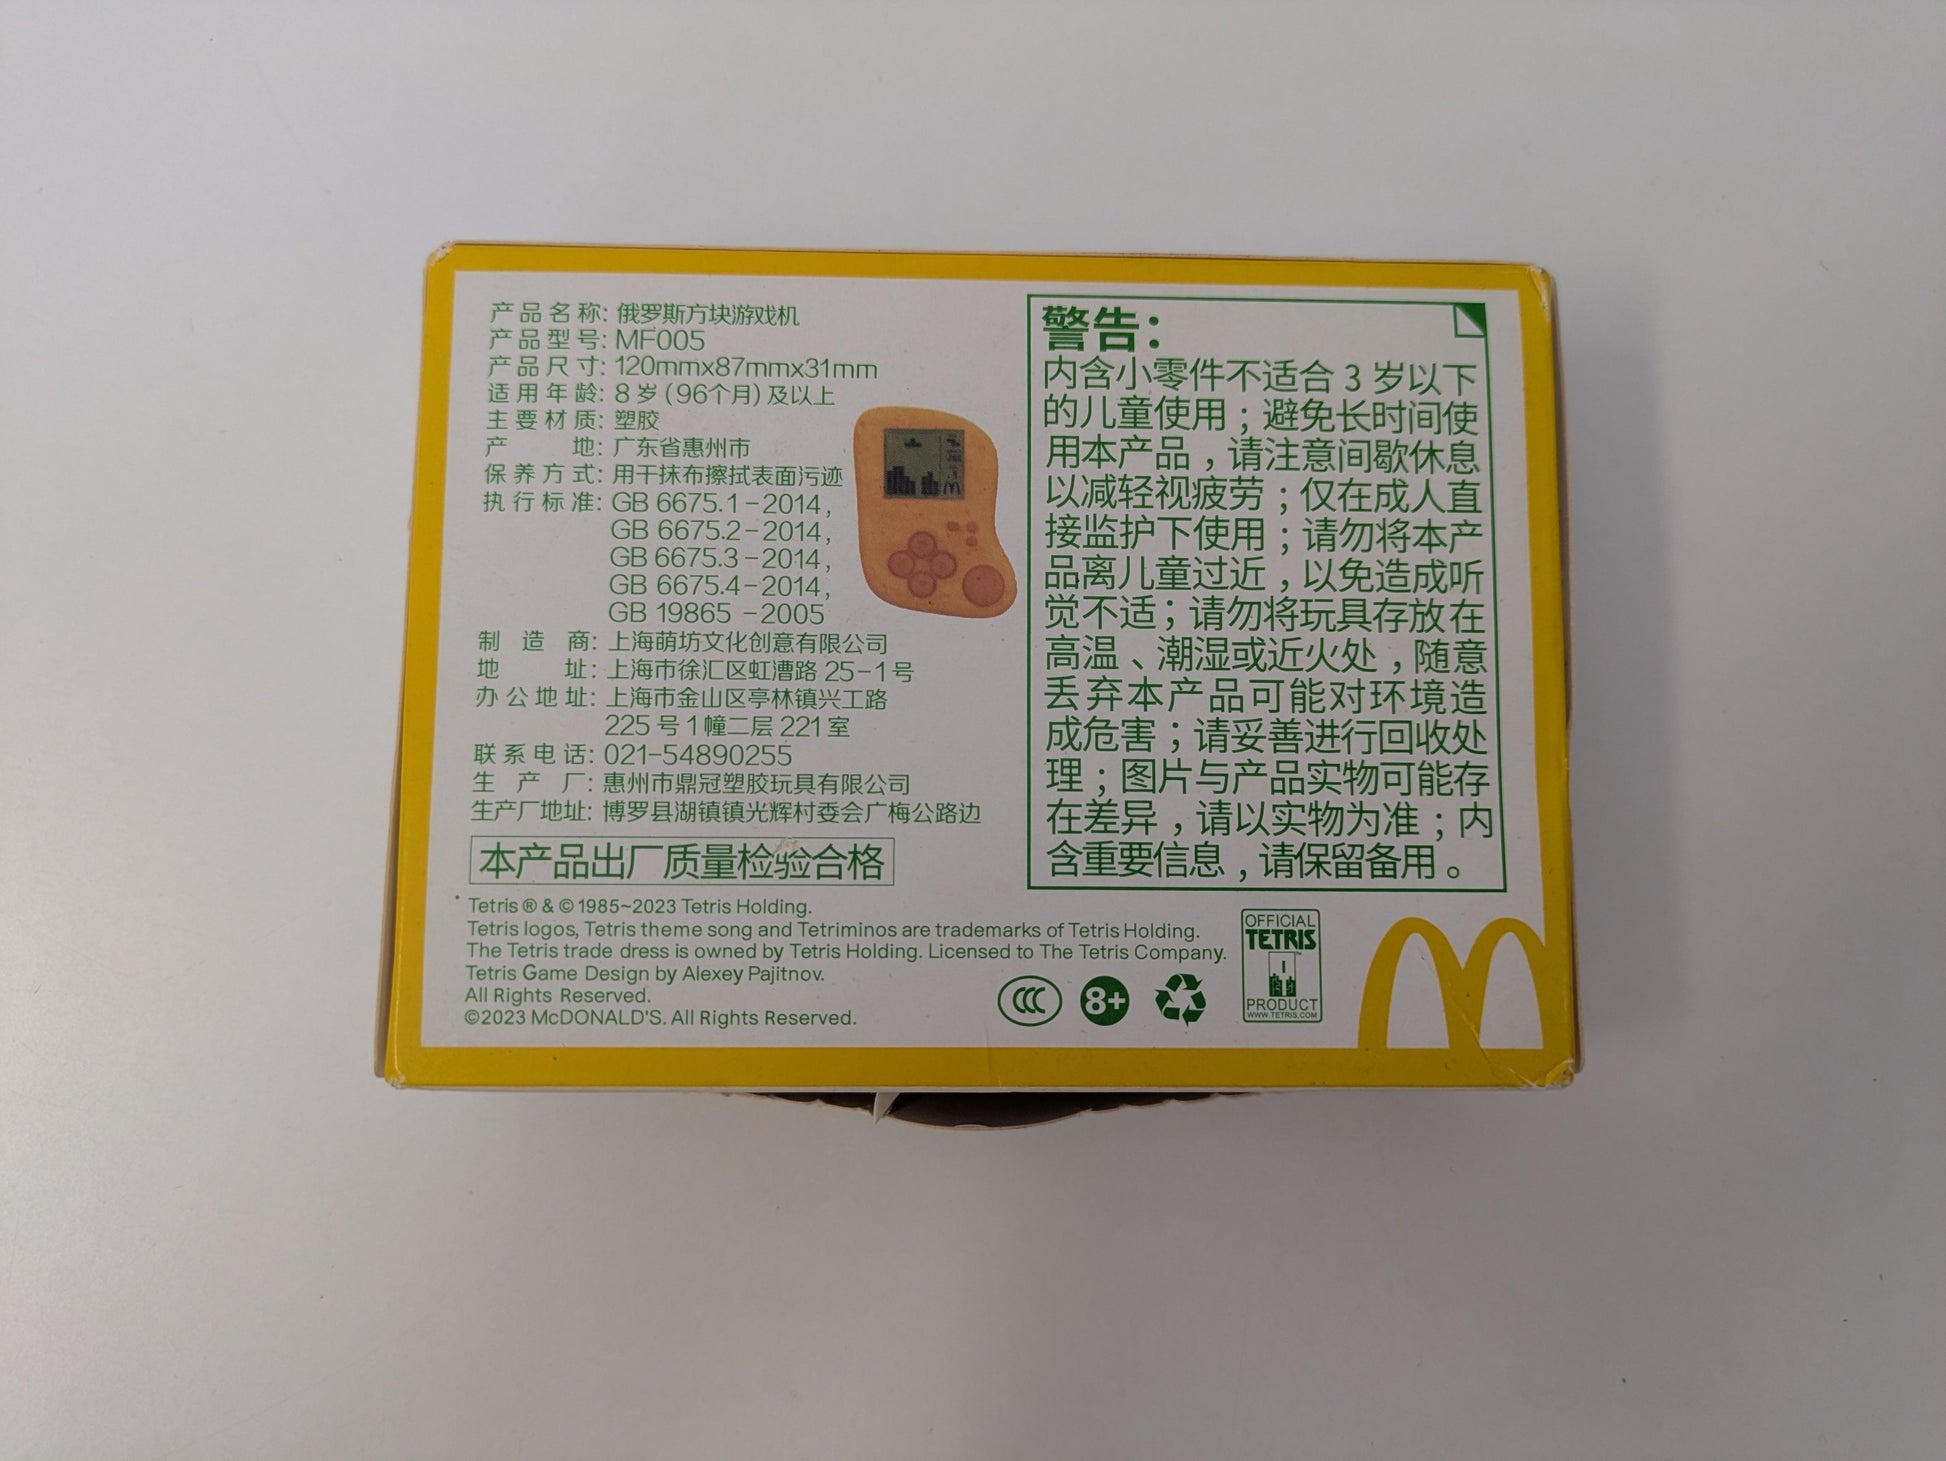 产品名称: 俄罗斯方块游戏机
产品型号: MF005
产品尺寸: 120mmx87mmx31mm
适用年龄: 8岁(96个月)及以上
主要材质: 塑胶
产地: 广东省惠州市
保养方式: 用干抹布擦拭表面污迹
执行标准: GB 6675.1-2014,
GB 6675.2-2014,
GB 6675.3-2014,
GB 6675.4-2014,
GB 19865 -2005
制造商: 上海萌坊文化创意有限公司
地址: 上海市徐汇区虹漕路 25-1号
办公地址: 上海市金山区亭林镇兴工路
225号1幢二层221室
联系电话: 021-54890255
生产厂: 惠州市鼎冠塑胶玩具有限公司
生产厂地址: 博罗县湖镇镇光辉村委会广梅公路边
本产品出厂质量检验合格
警告:
内含小零件不适合3岁以下
的儿童使用;避免长时间使
用本产品,请注意间歇休息
以减轻视疲劳;仅在成人直
接监护下使用;请勿将本产
品离儿童过近,以免造成听
觉不适;请勿将玩具存放在
高温、潮湿或近火处,随意
丢弃本产品可能对环境造
成危害;请妥善进行回收处
理;图片与产品实物可能存
在差异,请以实物为准;内
含重要信息,请保留备用。
Tetris ® & © 1985~2023 Tetris Holding.
Tetris logos, Tetris theme song and Tetriminos are trademarks of Tetris Holding.
The Tetris trade dress is owned by Tetris Holding. Licensed to The Tetris Company.
Tetris Game Design by Alexey Pajitnov.
All Rights Reserved.
©2023 McDONALD'S. All Rights Reserved.
CCC
8+
OFFICIAL
TETRIS
PRODUCT
WWW.TETRIS.COM